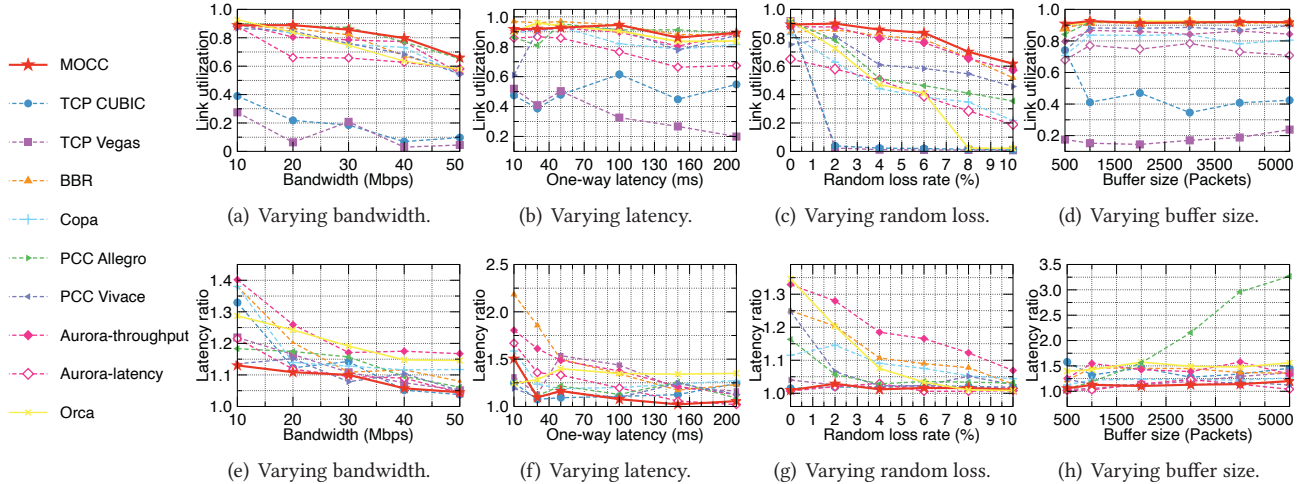 MOCC
TCP CUBIC
TCP Vegas
BBR
Copa
PCC Allegro
PCC Vivace
Aurora-throughput
Aurora-latency
Orca
Link utilization
1
0.8
0.6
0.4
0.2
0
10 20 30 40 50
Bandwidth (Mbps)
(a) Varying bandwidth.
Link utilization
1
0.8
0.6
0.4
0.2
10 40 70 100 130 160 200
One-way latency (ms)
(b) Varying latency.
Link utilization
1
0.8
0.6
0.4
0.2
0
0 1 2 3 4 5 6 7 8 9 10
Random loss rate (%)
(c) Varying random loss.
Link utilization
1
0.8
0.6
0.4
0.2
500 2000 3500 5000
Buffer size (Packets)
(d) Varying buffer size.
Latency ratio
1.4
1.3
1.2
1.1
1.0
10 20 30 40 50
Bandwidth (Mbps)
(e) Varying bandwidth.
Latency ratio
2.5
2.0
1.5
1.0
10 40 70 100 130 160 200
One-way latency (ms)
(f) Varying latency.
Latency ratio
1.3
1.2
1.1
1.0
0 1 2 3 4 5 6 7 8 9 10
Random loss rate (%)
(g) Varying random loss.
Latency ratio
3.5
3.0
2.5
2.0
1.5
1.0
500 2000 3500 5000
Buffer size (Packets)
(h) Varying buffer size.